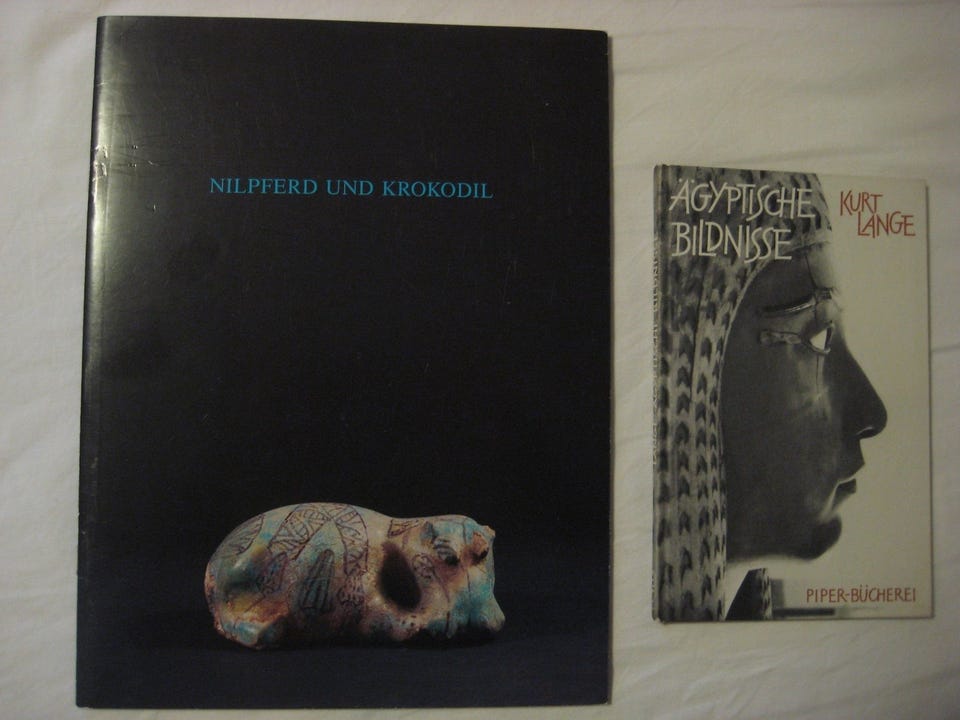 NILPFERD UND KROKODIL
ÄGYPTISCHE
BILDNISSE
KURT
LANGE
PIPER-BÜCHEREI